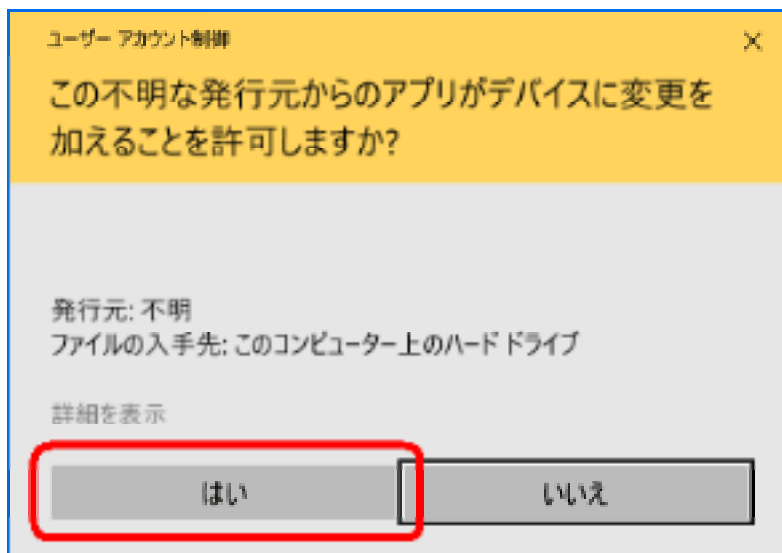 ユーザー アカウント制御
この不明な発行元からのアプリがデバイスに変更を
加えることを許可しますか?
発行元: 不明
ファイルの入手先: このコンピューター上のハード ドライブ
詳細を表示
はい
いいえ